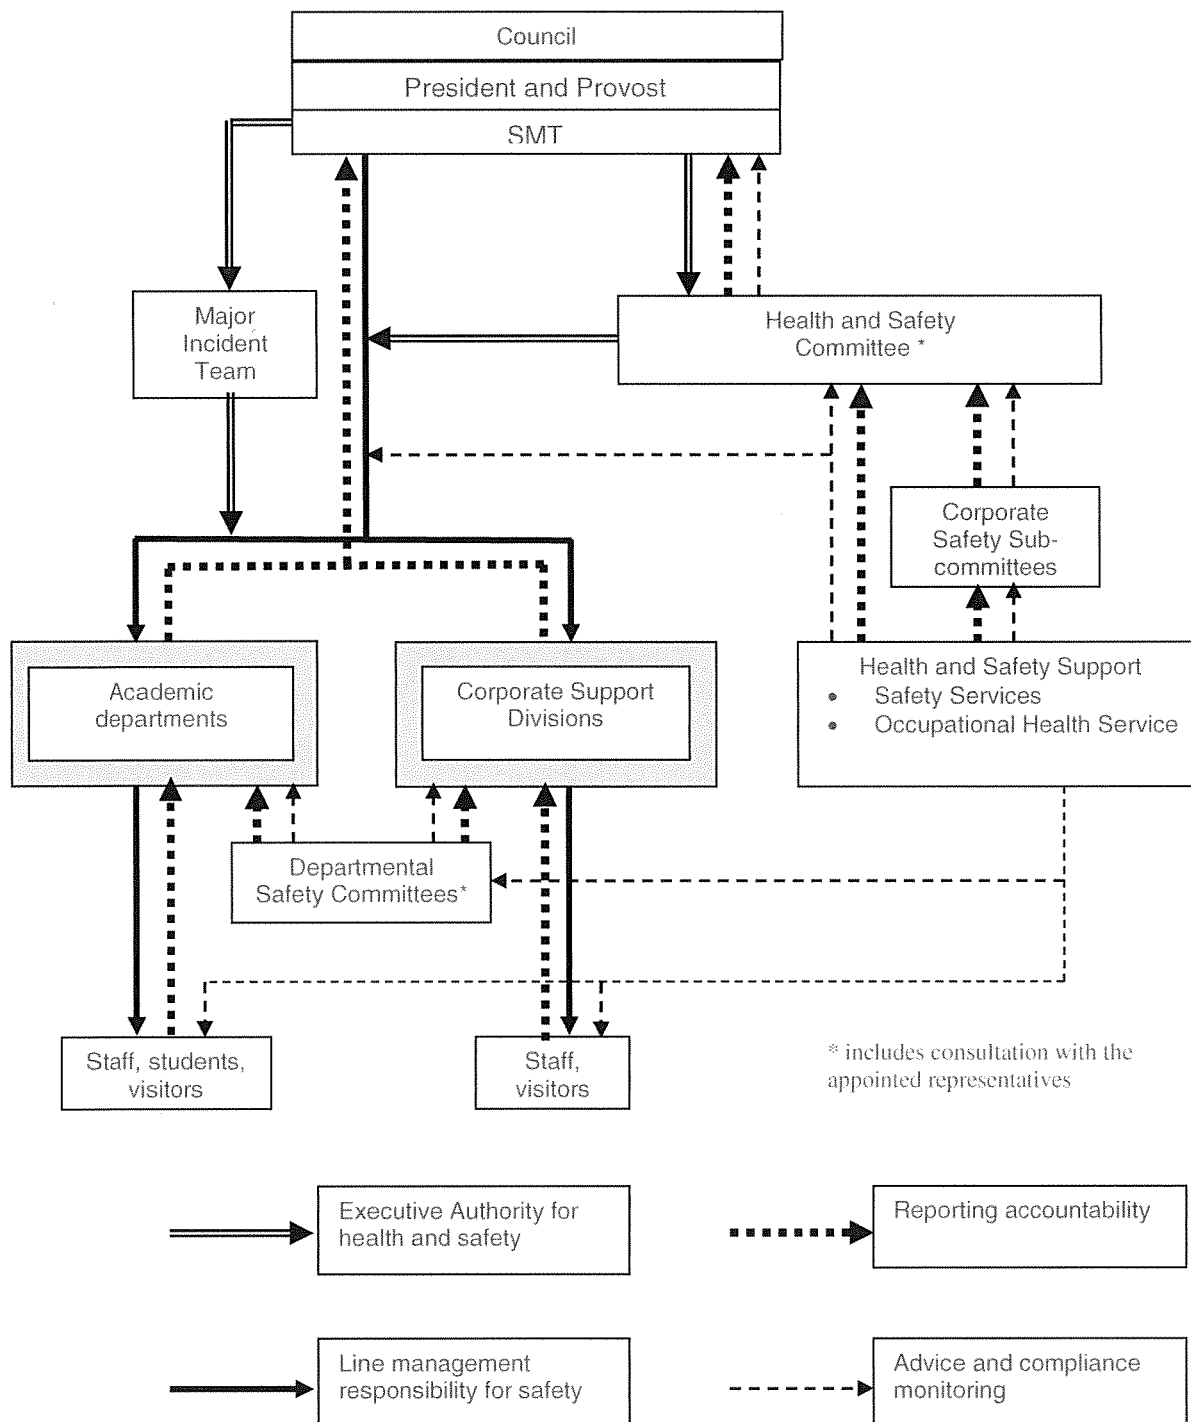 Council
President and Provost
SMT
Major
Incident
Team
Health and Safety
Committee *
Corporate
Safety Sub-
committees
Academic
departments
Corporate Support
Divisions
Health and Safety Support
• Safety Services
• Occupational Health Service
Departmental
Safety Committees*
Staff, students,
visitors
Staff,
visitors
* includes consultation with the
appointed representatives
Executive Authority for
health and safety
Reporting accountability
Line management
responsibility for safety
Advice and compliance
monitoring